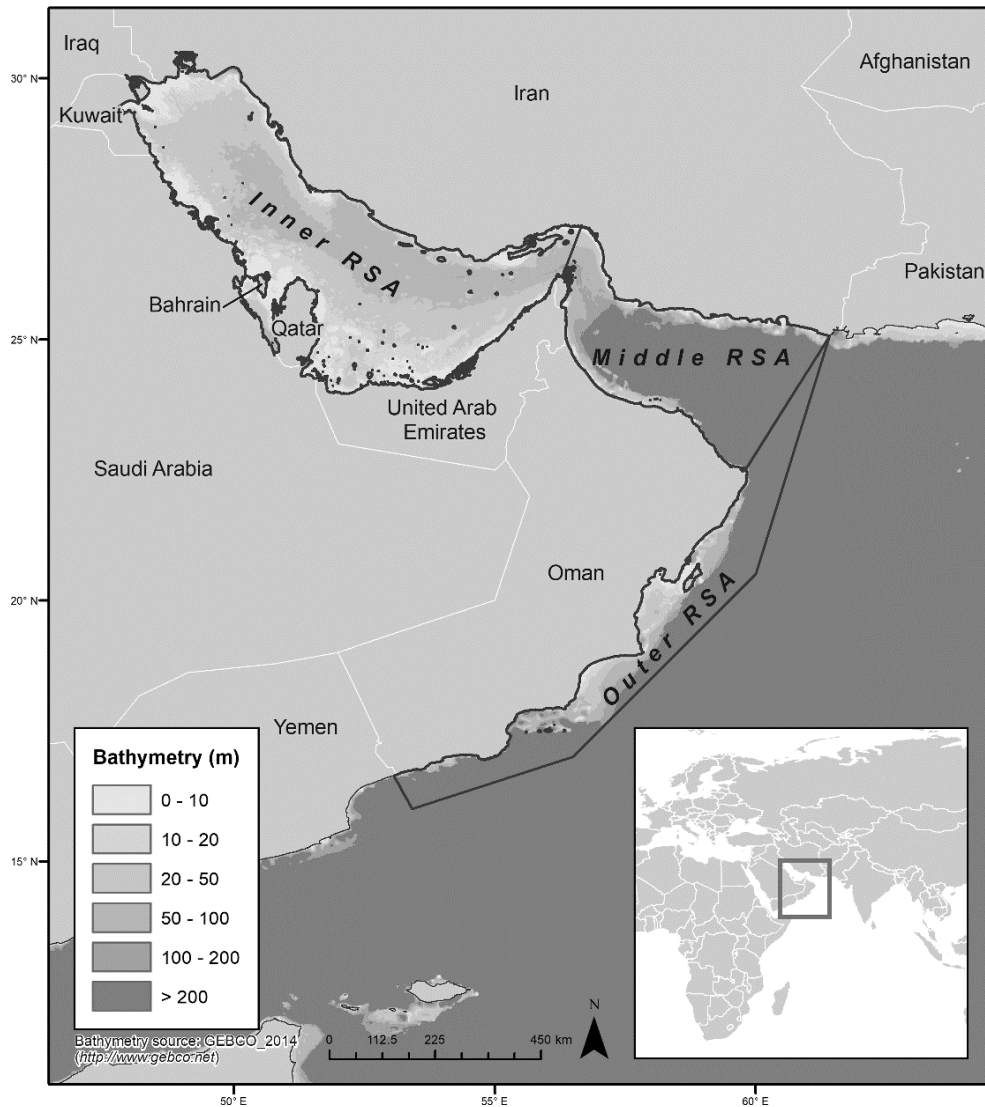 Iraq
Afghanistan
30° N
Iran
Kuwait
Inner RSA
Pakistan
Bahrain
Qatar
25° N
Middle RSA
United Arab
Emirates
Saudi Arabia
Oman
20° N
Outer RSA
Yemen
Bathymetry (m)
0 - 10
10 - 20
20 - 50
50 - 100
100 - 200
> 200
15° N
Bathymetry source: GEBCO_2014
(http://www.gebco.net)
N
0 112.5 225 450 km
50° E
55° E
60° E